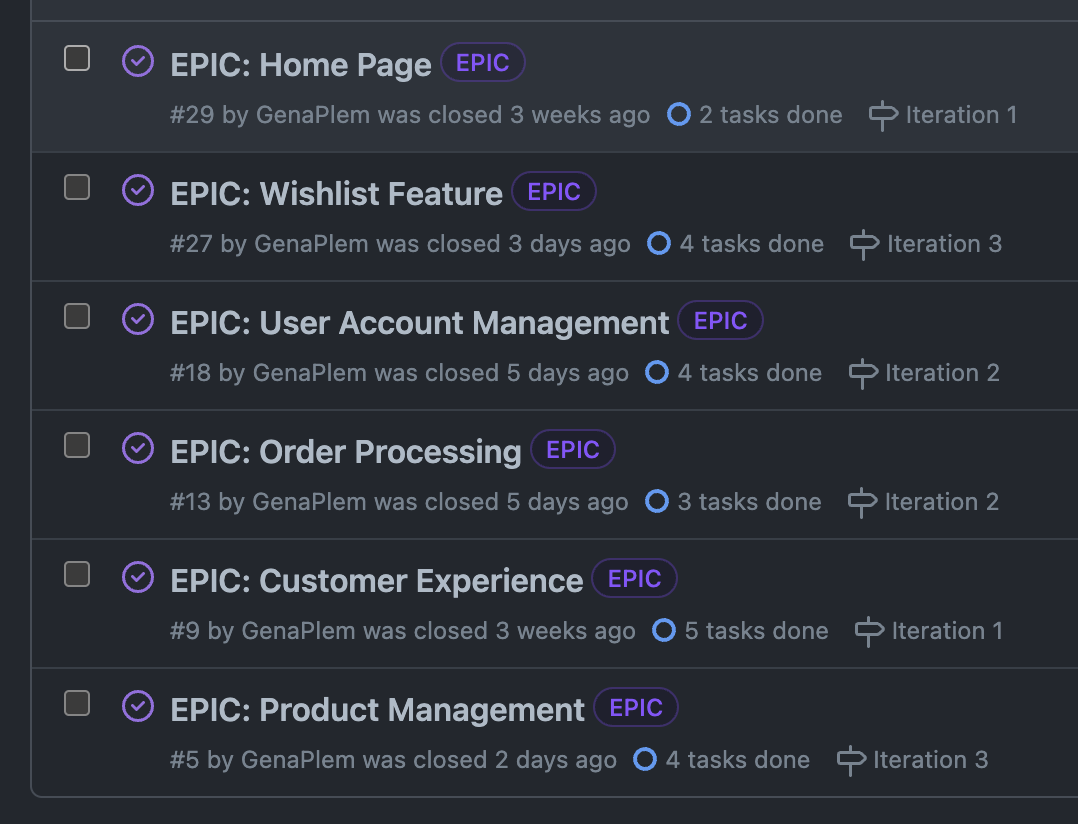 EPIC: Home Page EPIC
#29 by GenaPlem was closed 3 weeks ago 2 tasks done Iteration 1
EPIC: Wishlist Feature EPIC
#27 by GenaPlem was closed 3 days ago 4 tasks done Iteration 3
EPIC: User Account Management EPIC
#18 by GenaPlem was closed 5 days ago 4 tasks done Iteration 2
EPIC: Order Processing EPIC
#13 by GenaPlem was closed 5 days ago 3 tasks done Iteration 2
EPIC: Customer Experience EPIC
#9 by GenaPlem was closed 3 weeks ago 5 tasks done Iteration 1
EPIC: Product Management EPIC
#5 by GenaPlem was closed 2 days ago 4 tasks done Iteration 3